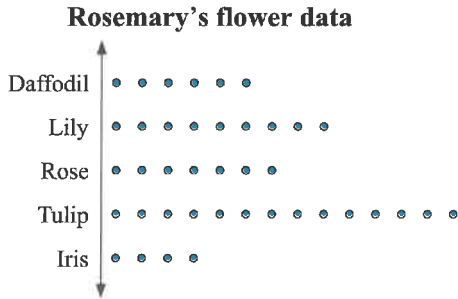 Rosemary’s flower data
Daffodil
Lily
Rose
Tulip
Iris